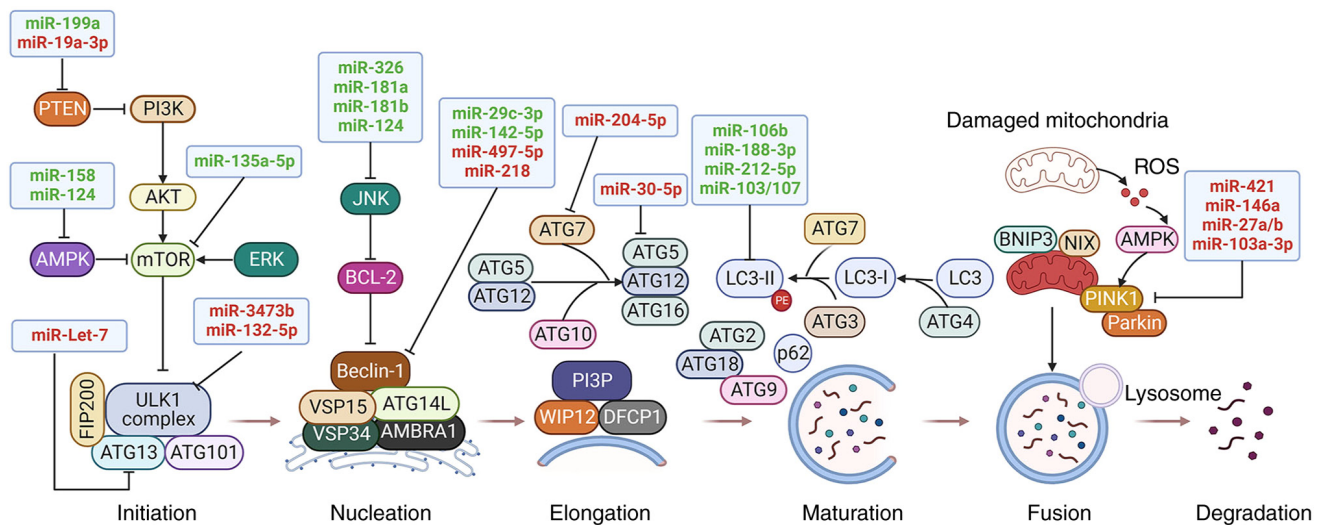 miR-199a
miR-19a-3p
PTEN
PI3K
miR-158
miR-124
AKT
miR-135a-5p
AMPK
mTOR
ERK
miR-3473b
miR-132-5p
miR-Let-7
FIP200
ULK1
complex
ATG13
ATG101
Initiation
miR-326
miR-181a
miR-181b
miR-124
JNK
BCL-2
miR-29c-3p
miR-142-5p
miR-497-5p
miR-218
Beclin-1
VSP15
ATG14L
VSP34
AMBRA1
Nucleation
miR-204-5p
miR-30-5p
ATG7
ATG5
ATG12
ATG10
ATG5
ATG12
ATG16
PI3P
WIP12
DFCP1
Elongation
miR-106b
miR-188-3p
miR-212-5p
miR-103/107
ATG7
LC3-II
PE
LC3-I
LC3
ATG3
ATG4
ATG2
ATG18
ATG9
p62
Maturation
Damaged mitochondria
ROS
AMPK
BNIP3
NIX
PINK1
Parkin
miR-421
miR-146a
miR-27a/b
miR-103a-3p
Lysosome
Fusion
Degradation